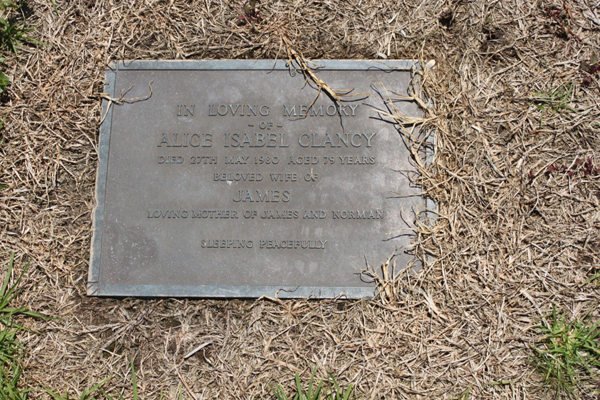 IN LOVING MEMORY
- OF -
ALICE ISABEL CLANCY
DIED 27TH MAY 1980 AGED 79 YEARS
BELOVED WIFE OF
JAMES
LOVING MOTHER OF JAMES AND NORMAN
SLEEPING PEACEFULLY